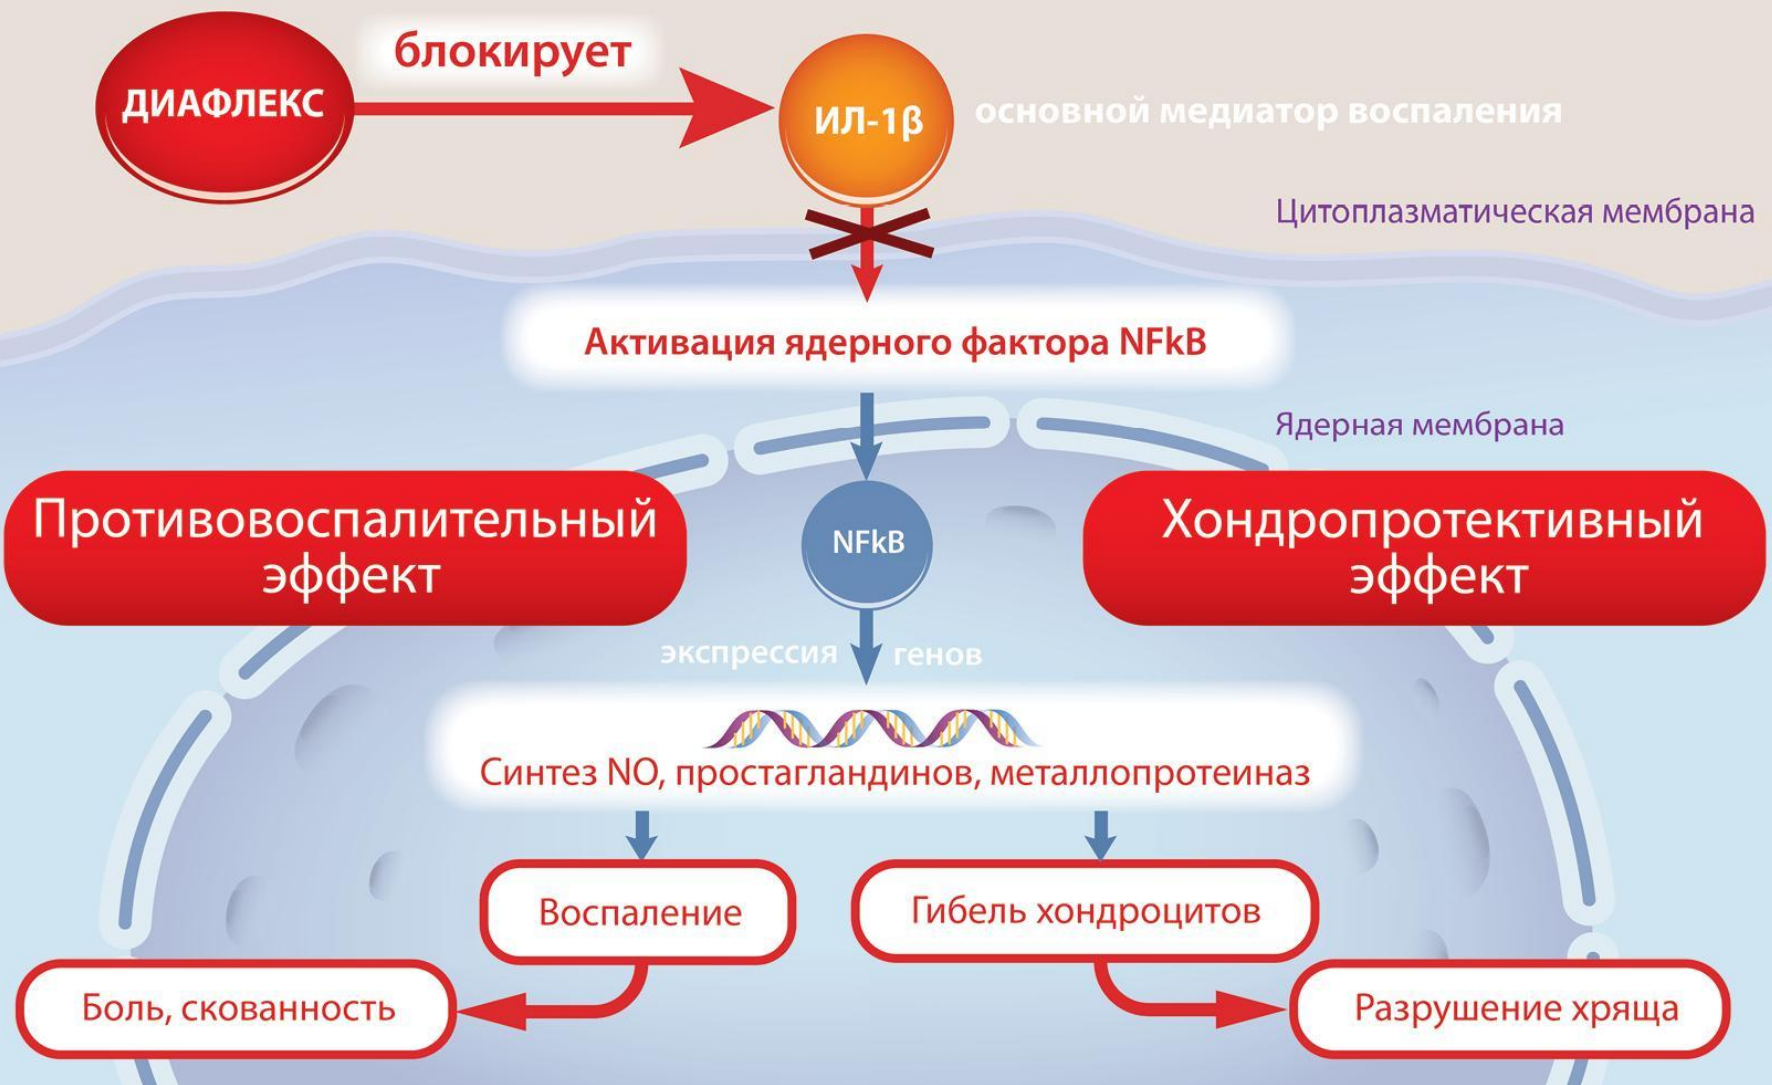 ДИАФЛЕКС
блокирует
ИЛ-1β
основной медиатор воспаления
Цитоплазматическая мембрана
Активация ядерного фактора NFkB
Ядерная мембрана
Противовоспалительный
эффект
NFkB
Хондропротективный
эффект
экспрессия генов
Синтез NO, простагландинов, металлопротеиназ
Воспаление
Гибель хондроцитов
Боль, скованность
Разрушение хряща